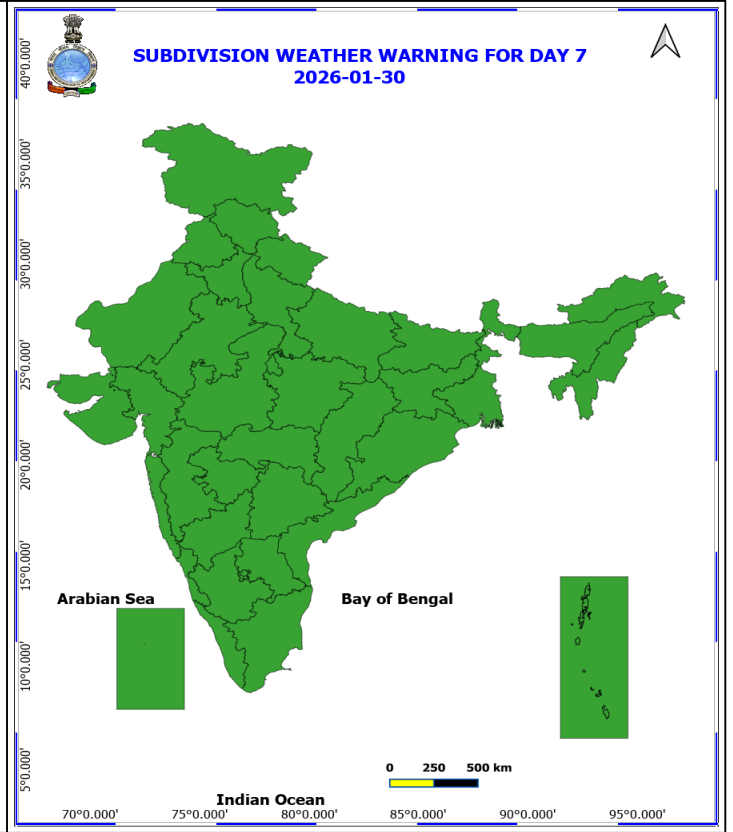 SUBDIVISION WEATHER WARNING FOR DAY 7
2026-01-30
40°0.000'
35°0.000'
30°0.000'
25°0.000'
20°0.000'
15°0.000'
10°0.000'
5°0.000'
Arabian Sea
Bay of Bengal
0 250 500 km
Indian Ocean
70°0.000' 75°0.000' 80°0.000' 85°0.000' 90°0.000' 95°0.000'